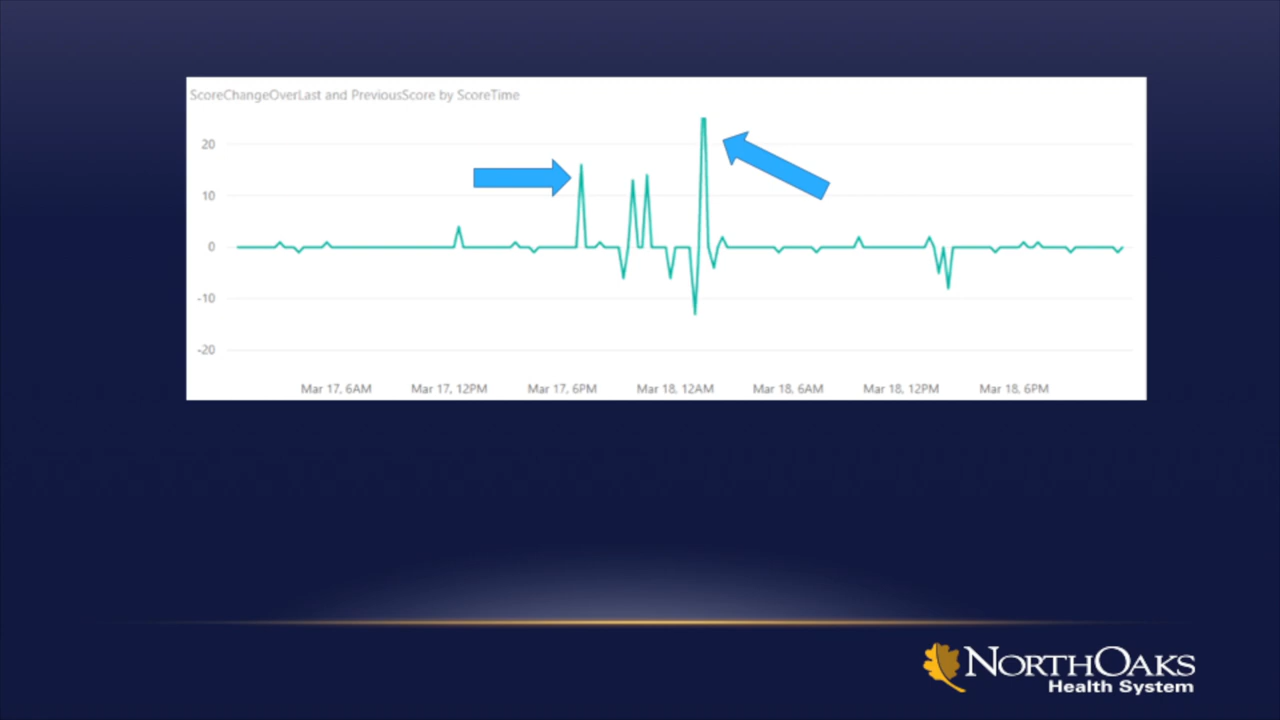 ScoreChangeOverLast and PreviousScore by ScoreTime
20
10
0
-10
-20
Mar 17, 6AM Mar 17, 12PM Mar 17, 6PM Mar 18, 12AM Mar 18, 6AM Mar 18, 12PM Mar 18, 6PM
NORTHOAKS
Health System